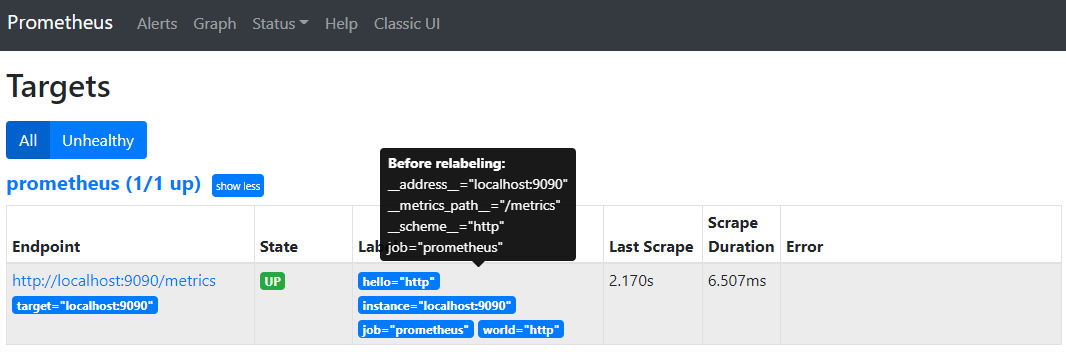 Prometheus Alerts Graph Status Help Classic UI
Targets
All Unhealthy
Before relabeling:
__address__="localhost:9090"
__metrics_path__="/metrics"
__scheme__="http"
job="prometheus"
prometheus (1/1 up) show less
Endpoint State Lab Last Scrape Scrape Duration Error
http://localhost:9090/metrics UP hello="http" 2.170s 6.507ms
target="localhost:9090" instance="localhost:9090"
job="prometheus" world="http"